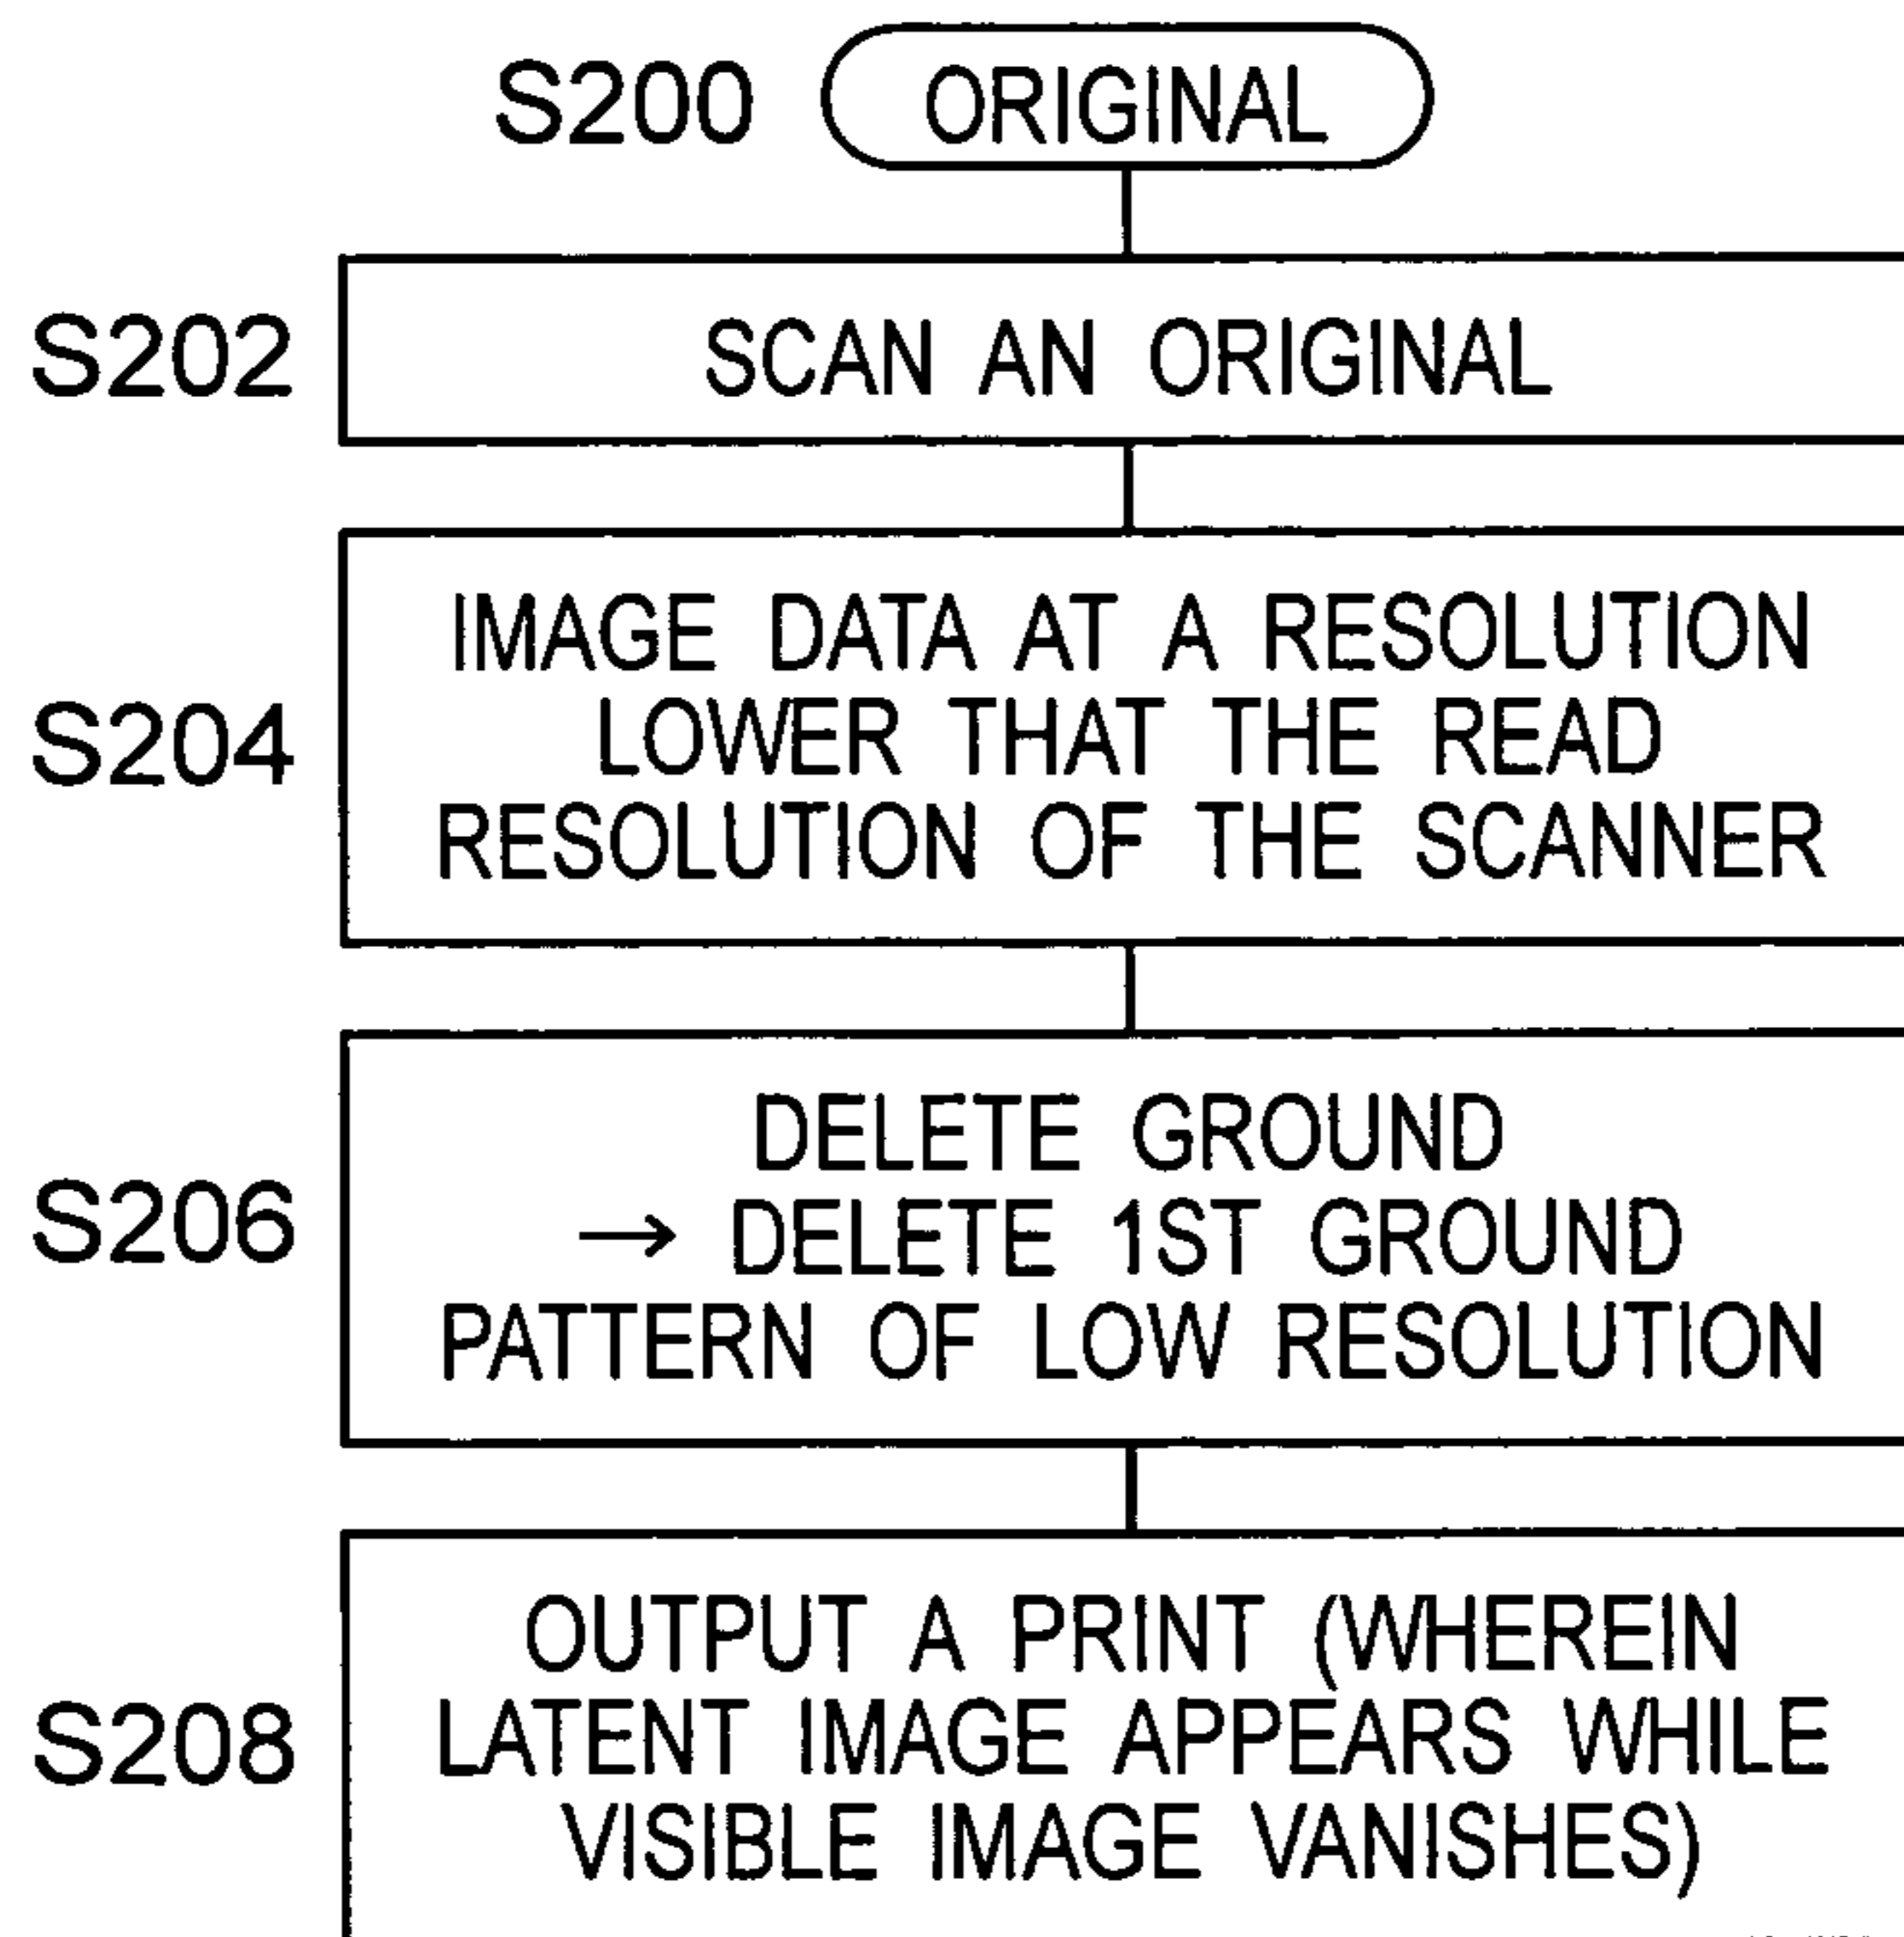 S200 ORIGINAL
S202 SCAN AN ORIGINAL
IMAGE DATA AT A RESOLUTION
S204 LOWER THAT THE READ
RESOLUTION OF THE SCANNER
DELETE GROUND
S206 → DELETE 1ST GROUND
PATTERN OF LOW RESOLUTION
OUTPUT A PRINT (WHEREIN
S208 LATENT IMAGE APPEARS WHILE
VISIBLE IMAGE VANISHES)